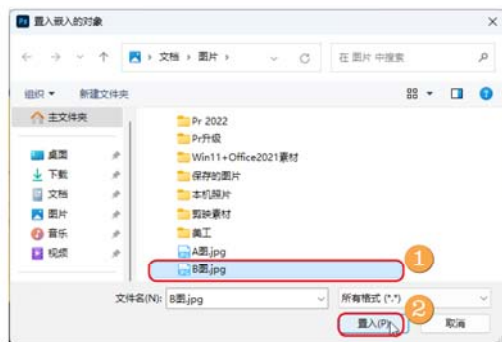 Ps 置入嵌入的对象
文档 › 图片 ›
在 图片 中搜索
组织 新建文件夹
主文件夹
桌面
下载
文档
图片
音乐
视频
Pr 2022
Pr升级
Win11+Office2021素材
保存的图片
本机照片
剪映素材
美工
A图.jpg
B图.jpg
1
文件名(N): B图.jpg
所有格式 (*.*)
2
置入(P)
取消